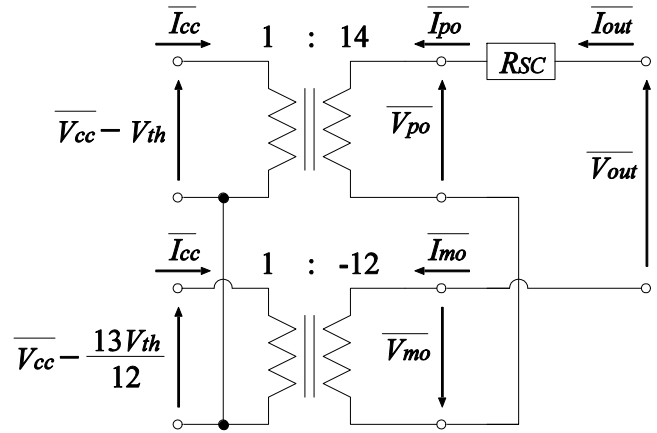 Icc 1 : 14 Ipo Iout
RSC
Vcc − Vth Vpo Vout
Icc 1 : -12 Imo
Vcc − 13Vth/12 Vmo